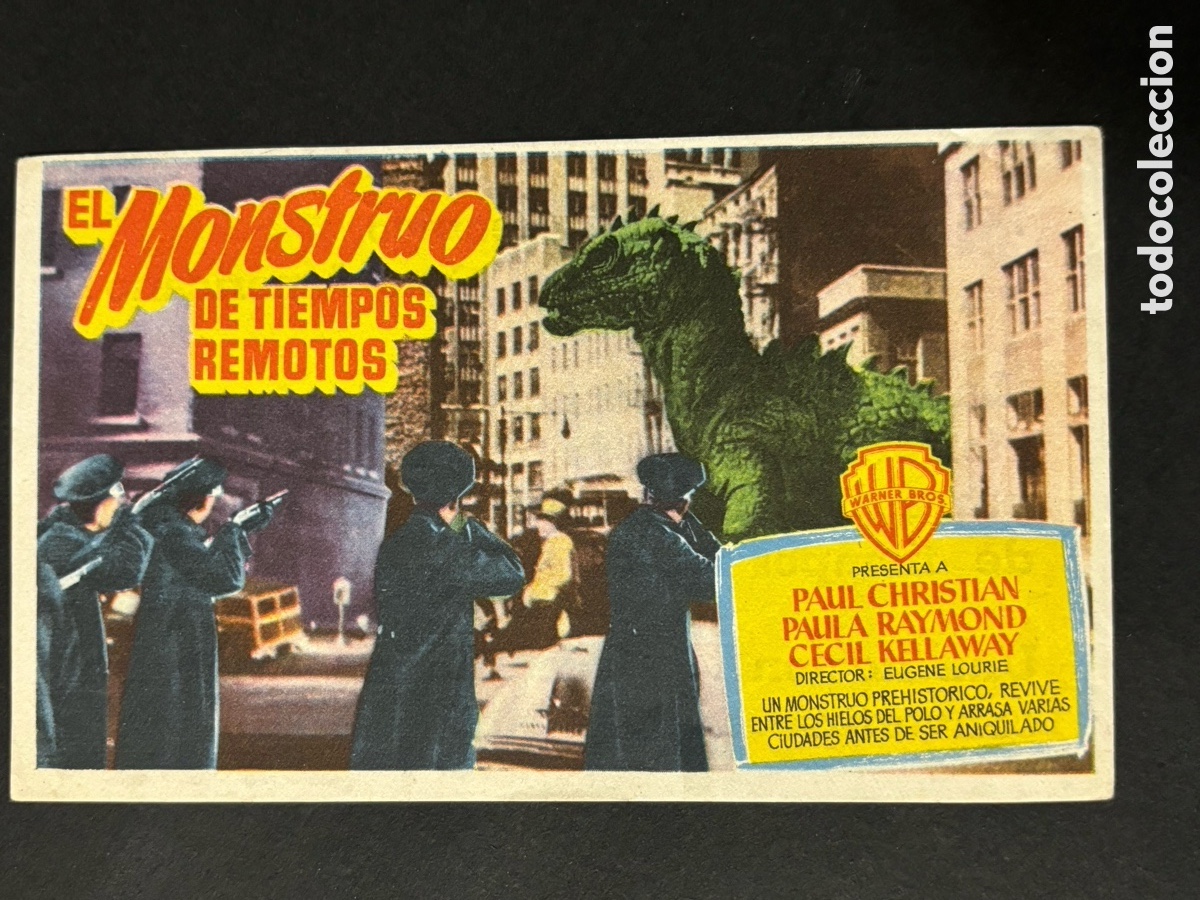 EL Monstruo
DE TIEMPOS
REMOTOS
WB
WARNER BROS
PRESENTA A
PAUL CHRISTIAN
PAULA RAYMOND
CECIL KELLAWAY
DIRECTOR: EUGENE LOURIE
UN MONSTRUO PREHISTORICO, REVIVE
ENTRE LOS HIELOS DEL POLO Y ARRASA VARIAS
CIUDADES ANTES DE SER ANIQUILADO
todocoleccion